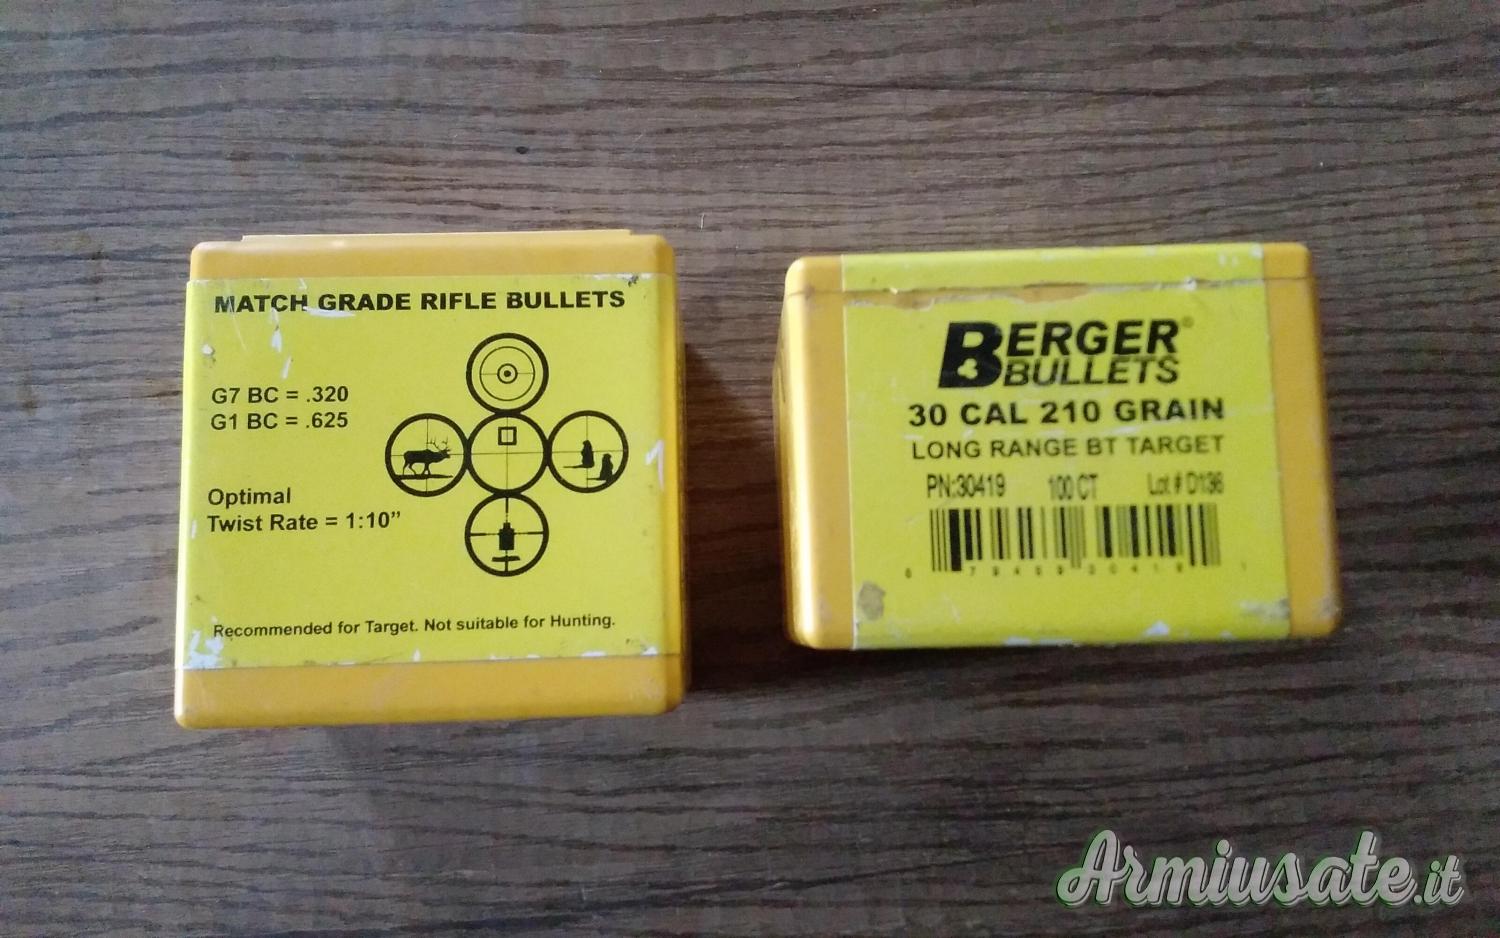 MATCH GRADE RIFLE BULLETS
G7 BC = .320
G1 BC = .625
Optimal
Twist Rate = 1:10”
Recommended for Target. Not suitable for Hunting.
BERGER®
BULLETS
30 CAL 210 GRAIN
LONG RANGE BT TARGET
PN:30419 100 CT Lot # D136
Armiusate.it